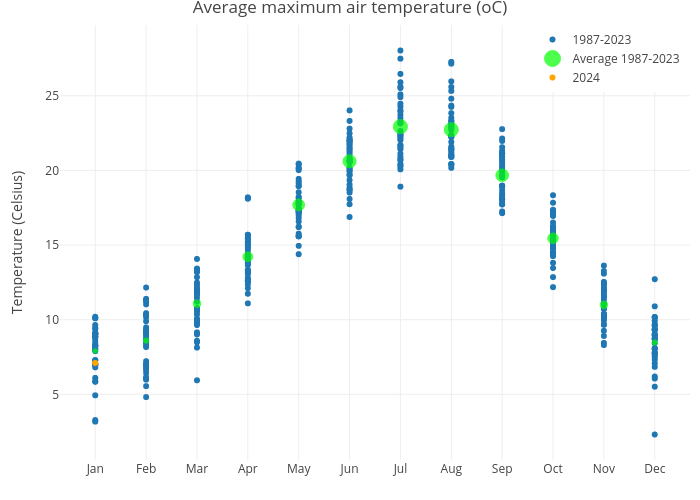 Average maximum air temperature (oC)
1987-2023
Average 1987-2023
2024
Temperature (Celsius)
25
20
15
10
5
Jan Feb Mar Apr May Jun Jul Aug Sep Oct Nov Dec